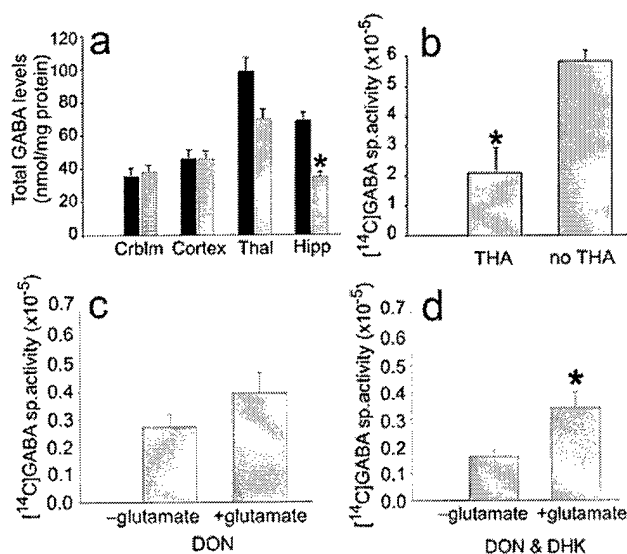 a
Total GABA levels
(nmol/mg protein)
120
100
80
60
40
20
0
*
Crblm Cortex Thal Hipp
b
[14C]GABA sp.activity (x10-5)
6
5
4
3
2
1
0
*
THA no THA
c
[14C]GABA sp.activity (x10-5)
0.7
0.6
0.5
0.4
0.3
0.2
0.1
0.0
–glutamate +glutamate
DON
d
[14C]GABA sp.activity (x10-5)
0.7
0.6
0.5
0.4
0.3
0.2
0.1
0.0
*
–glutamate +glutamate
DON & DHK